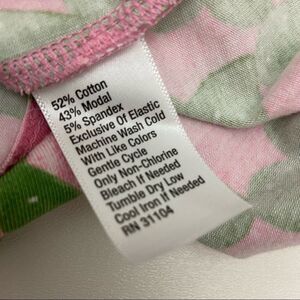 52% Cotton
43% Modal
5% Spandex
Exclusive Of Elastic
Machine Wash Cold
With Like Colors
Gentle Cycle
Only Non-Chlorine
Bleach If Needed
Tumble Dry Low
Cool Iron If Needed
RN 31104